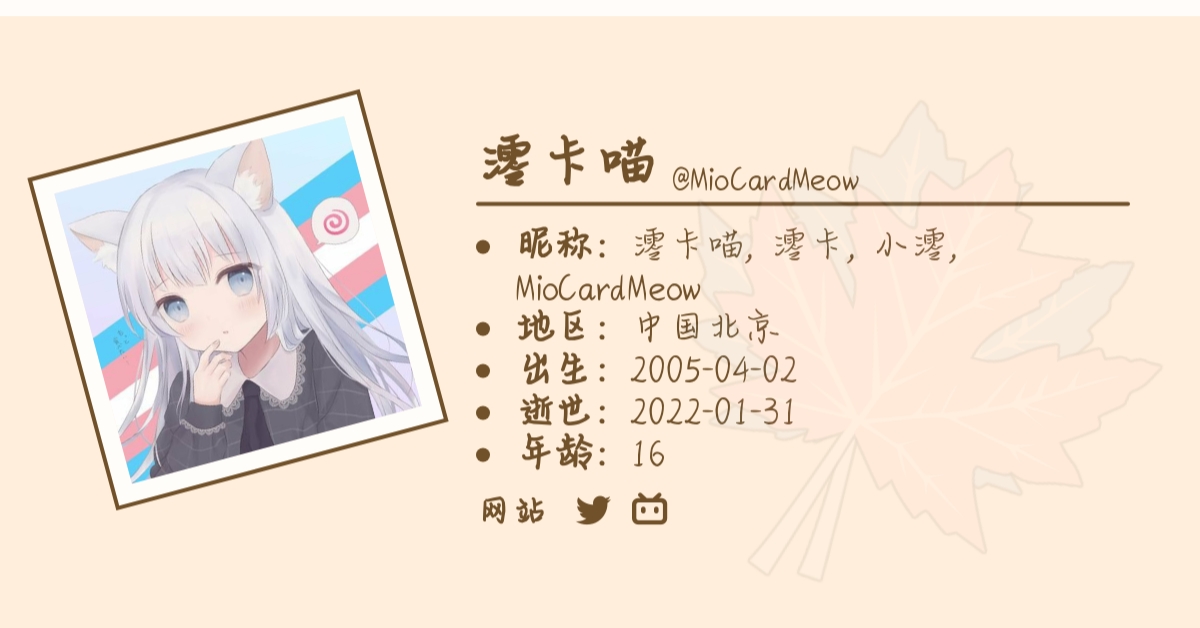 澪卡喵 @MioCardMeow
昵称：澪卡喵, 澪卡, 小澪,
MioCardMeow
地区：中国北京
出生：2005-04-02
逝世：2022-01-31
年龄：16
网站